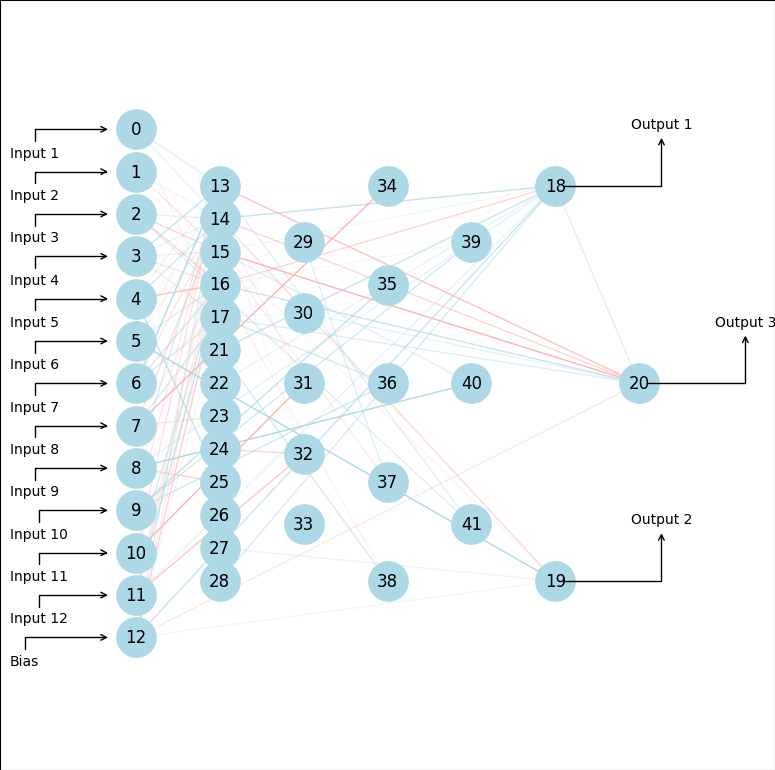 0
Input 1
1
Input 2
2
Input 3
3
Input 4
4
Input 5
5
Input 6
6
Input 7
7
Input 8
8
Input 9
9
Input 10
10
Input 11
11
Input 12
12
Bias
13
14
15
16
17
21
22
23
24
25
26
27
28
29
30
31
32
33
34
35
36
37
38
39
40
41
Output 1
18
Output 3
20
Output 2
19